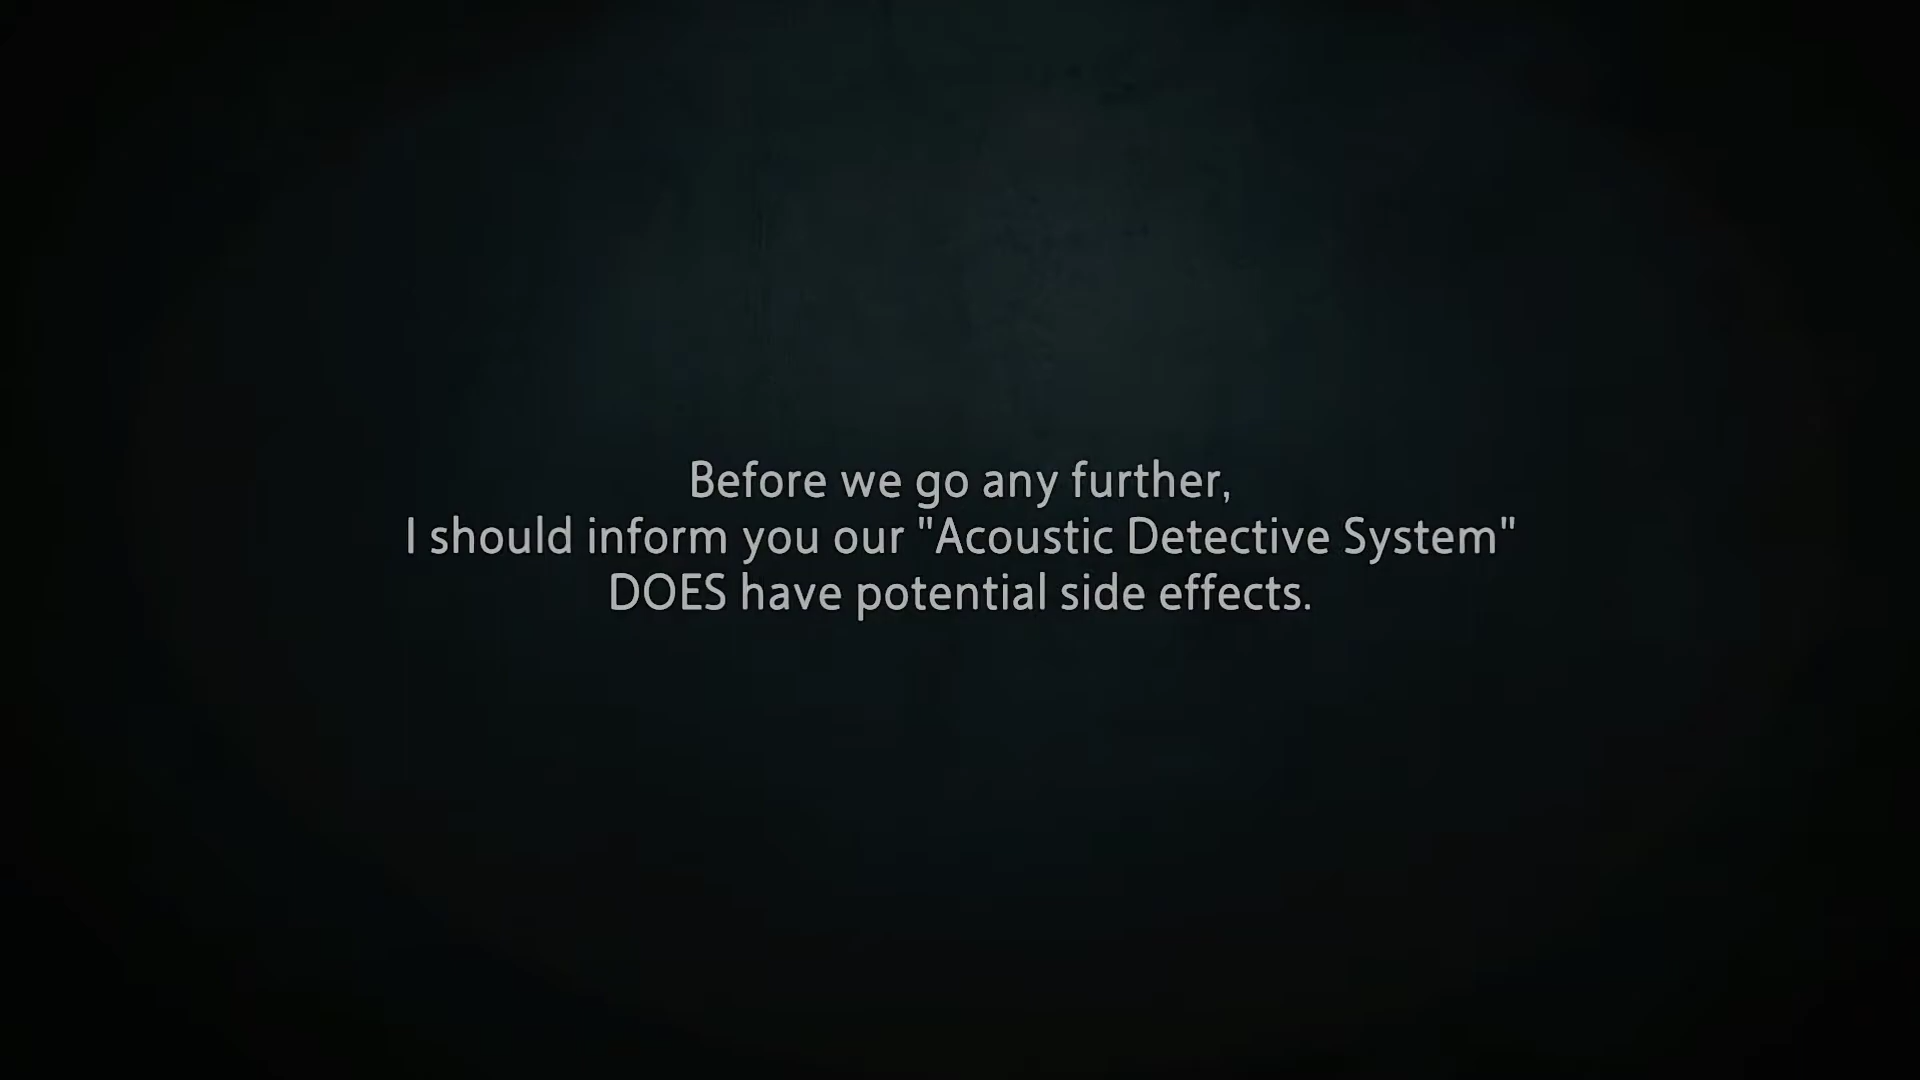 Before we go any further,
I should inform you our "Acoustic Detective System"
DOES have potential side effects.